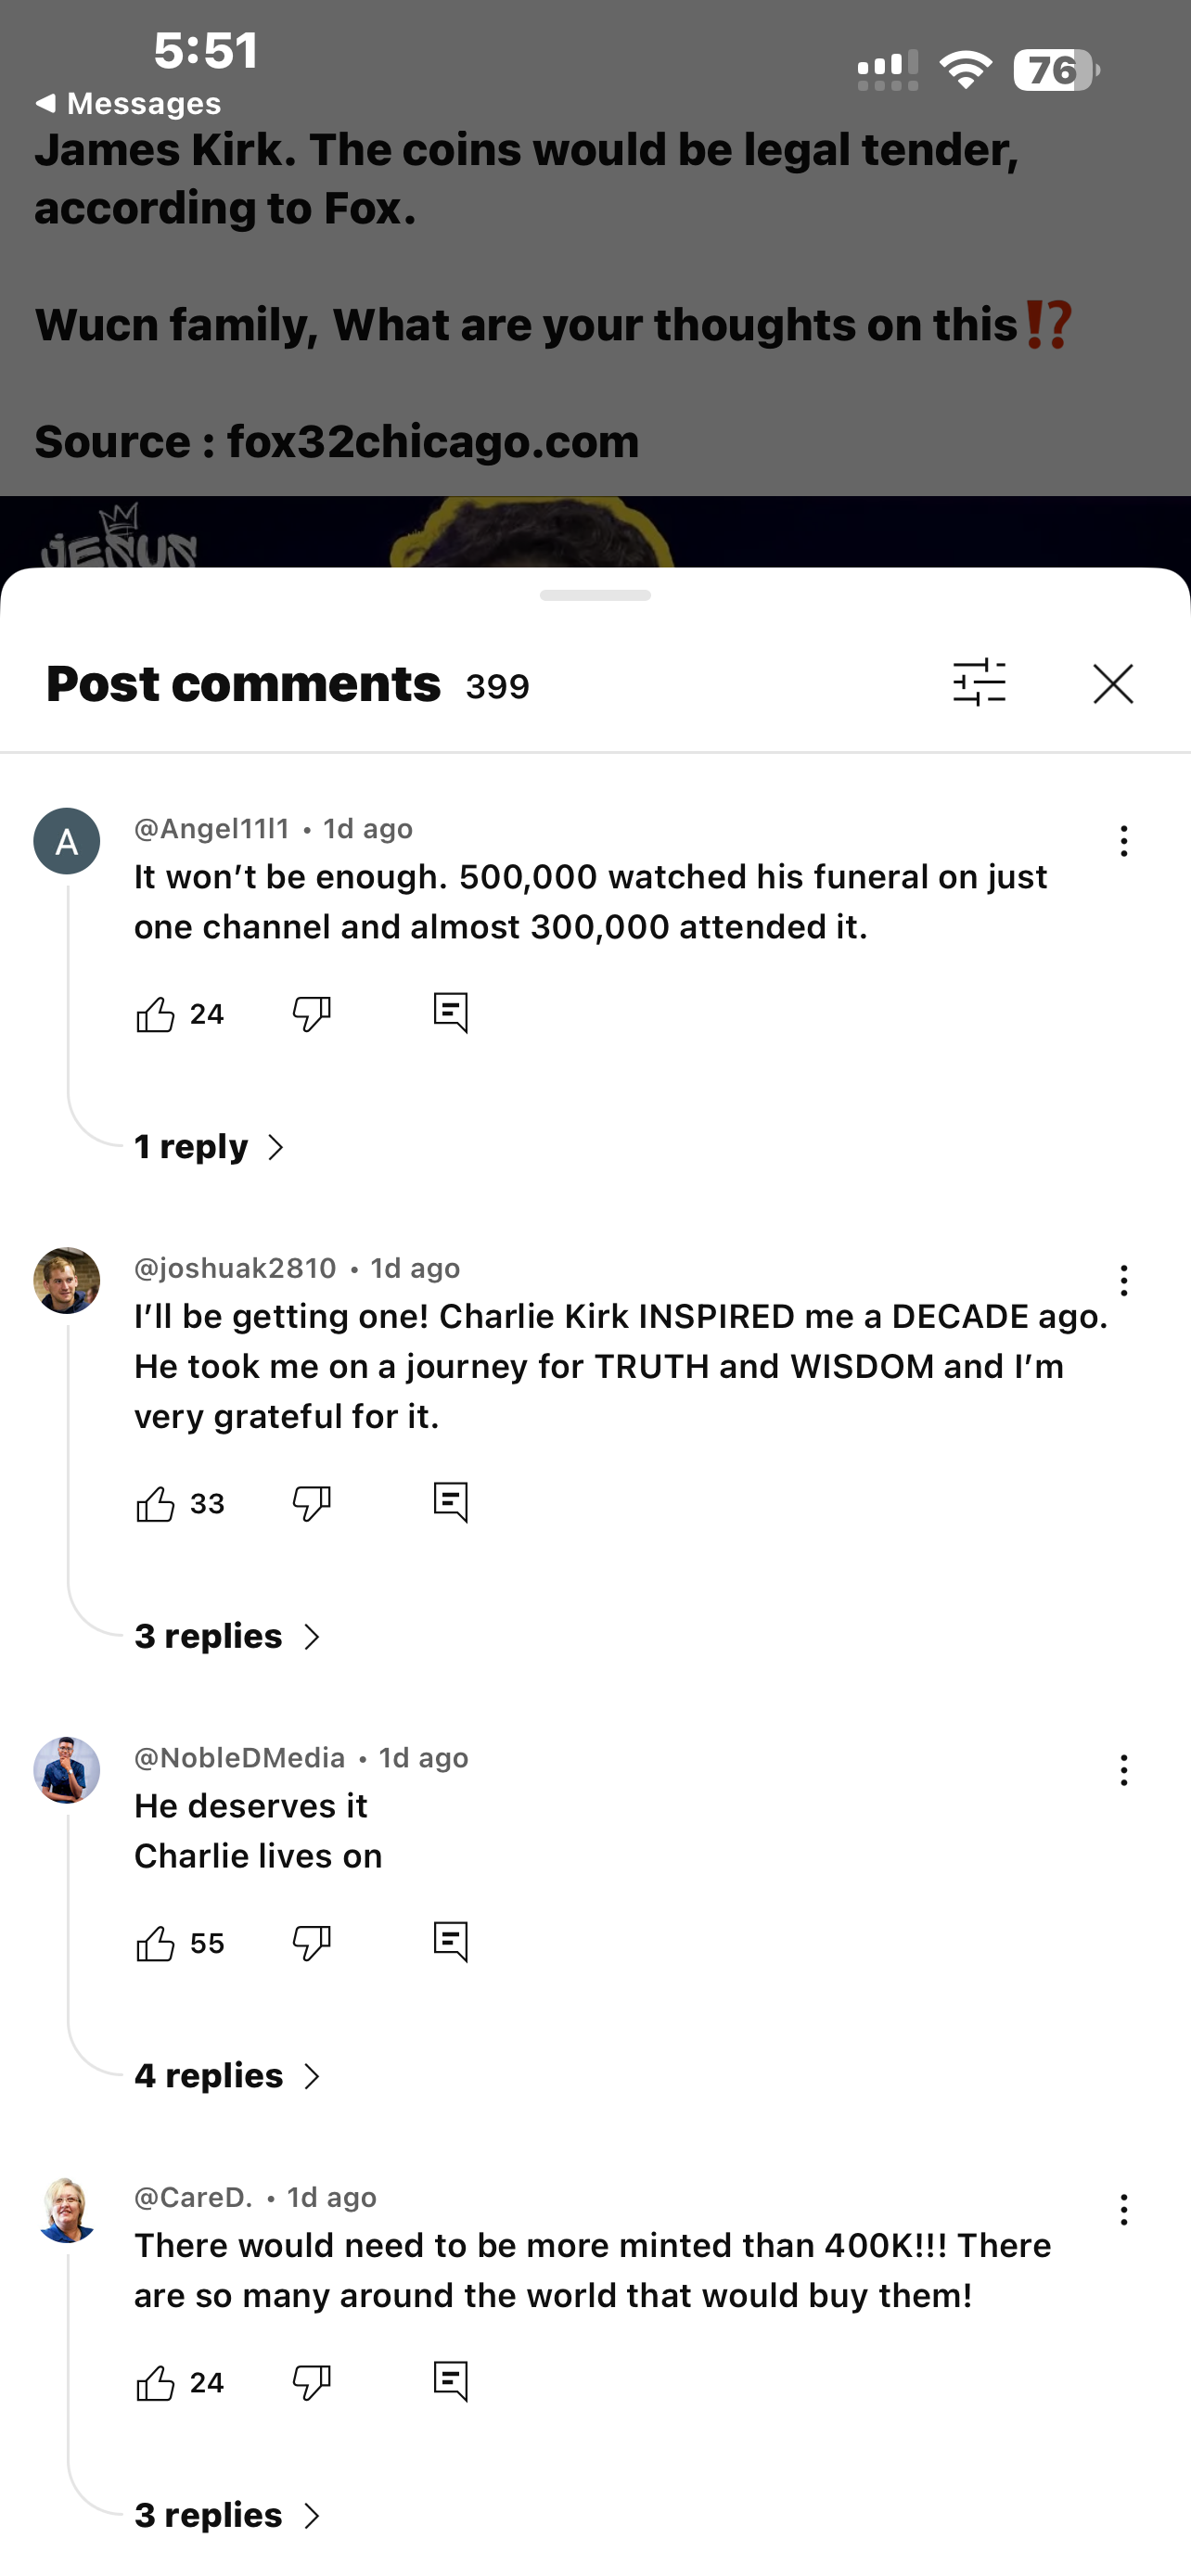 5:51
76
◀ Messages
James Kirk. The coins would be legal tender,
according to Fox.
Wucn family, What are your thoughts on this⁉️
Source : fox32chicago.com
JESUS
Post comments 399
A
@Angel11l1 • 1d ago
It won’t be enough. 500,000 watched his funeral on just
one channel and almost 300,000 attended it.
24
1 reply
@joshuak2810 • 1d ago
I’ll be getting one! Charlie Kirk INSPIRED me a DECADE ago.
He took me on a journey for TRUTH and WISDOM and I’m
very grateful for it.
33
3 replies
@NobleDMedia • 1d ago
He deserves it
Charlie lives on
55
4 replies
@CareD. • 1d ago
There would need to be more minted than 400K!!! There
are so many around the world that would buy them!
24
3 replies